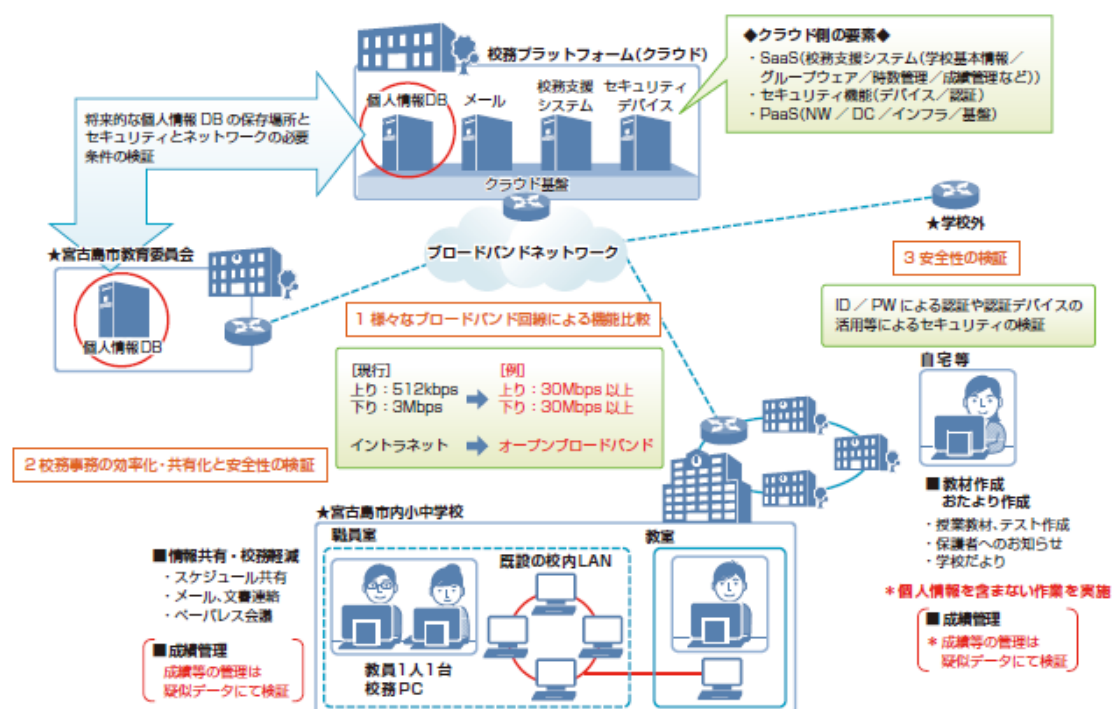 校務プラットフォーム(クラウド)
個人情報DB
メール
校務支援
システム
セキュリティ
デバイス
クラウド基盤
◆クラウド側の要素◆
・SaaS(校務支援システム(学校基本情報/
グループウェア/時数管理/成績管理など))
・セキュリティ機能(デバイス/認証)
・PaaS(NW/DC/インフラ/基盤)
将来的な個人情報DBの保存場所と
セキュリティとネットワークの必要
条件の検証
★宮古島市教育委員会
個人情報DB
ブロードバンドネットワーク
★学校外
3 安全性の検証
ID/PWによる認証や認証デバイスの
活用等によるセキュリティの検証
自宅等
1 様々なブロードバンド回線による機能比較
[現行]
上り:512kbps
下り:3Mbps
[例]
上り:30Mbps以上
下り:30Mbps以上
イントラネット
オープンブロードバンド
2 校務事務の効率化・共有化と安全性の検証
■教材作成
おたより作成
・授業教材、テスト作成
・保護者へのお知らせ
・学校だより
*個人情報を含まない作業を実施
■成績管理
*成績等の管理は
疑似データにて検証
★宮古島市内小中学校
職員室
既設の校内LAN
教室
教員1人1台
校務PC
■情報共有・校務軽減
・スケジュール共有
・メール、文書連絡
・ペーパレス会議
■成績管理
成績等の管理は
疑似データにて検証